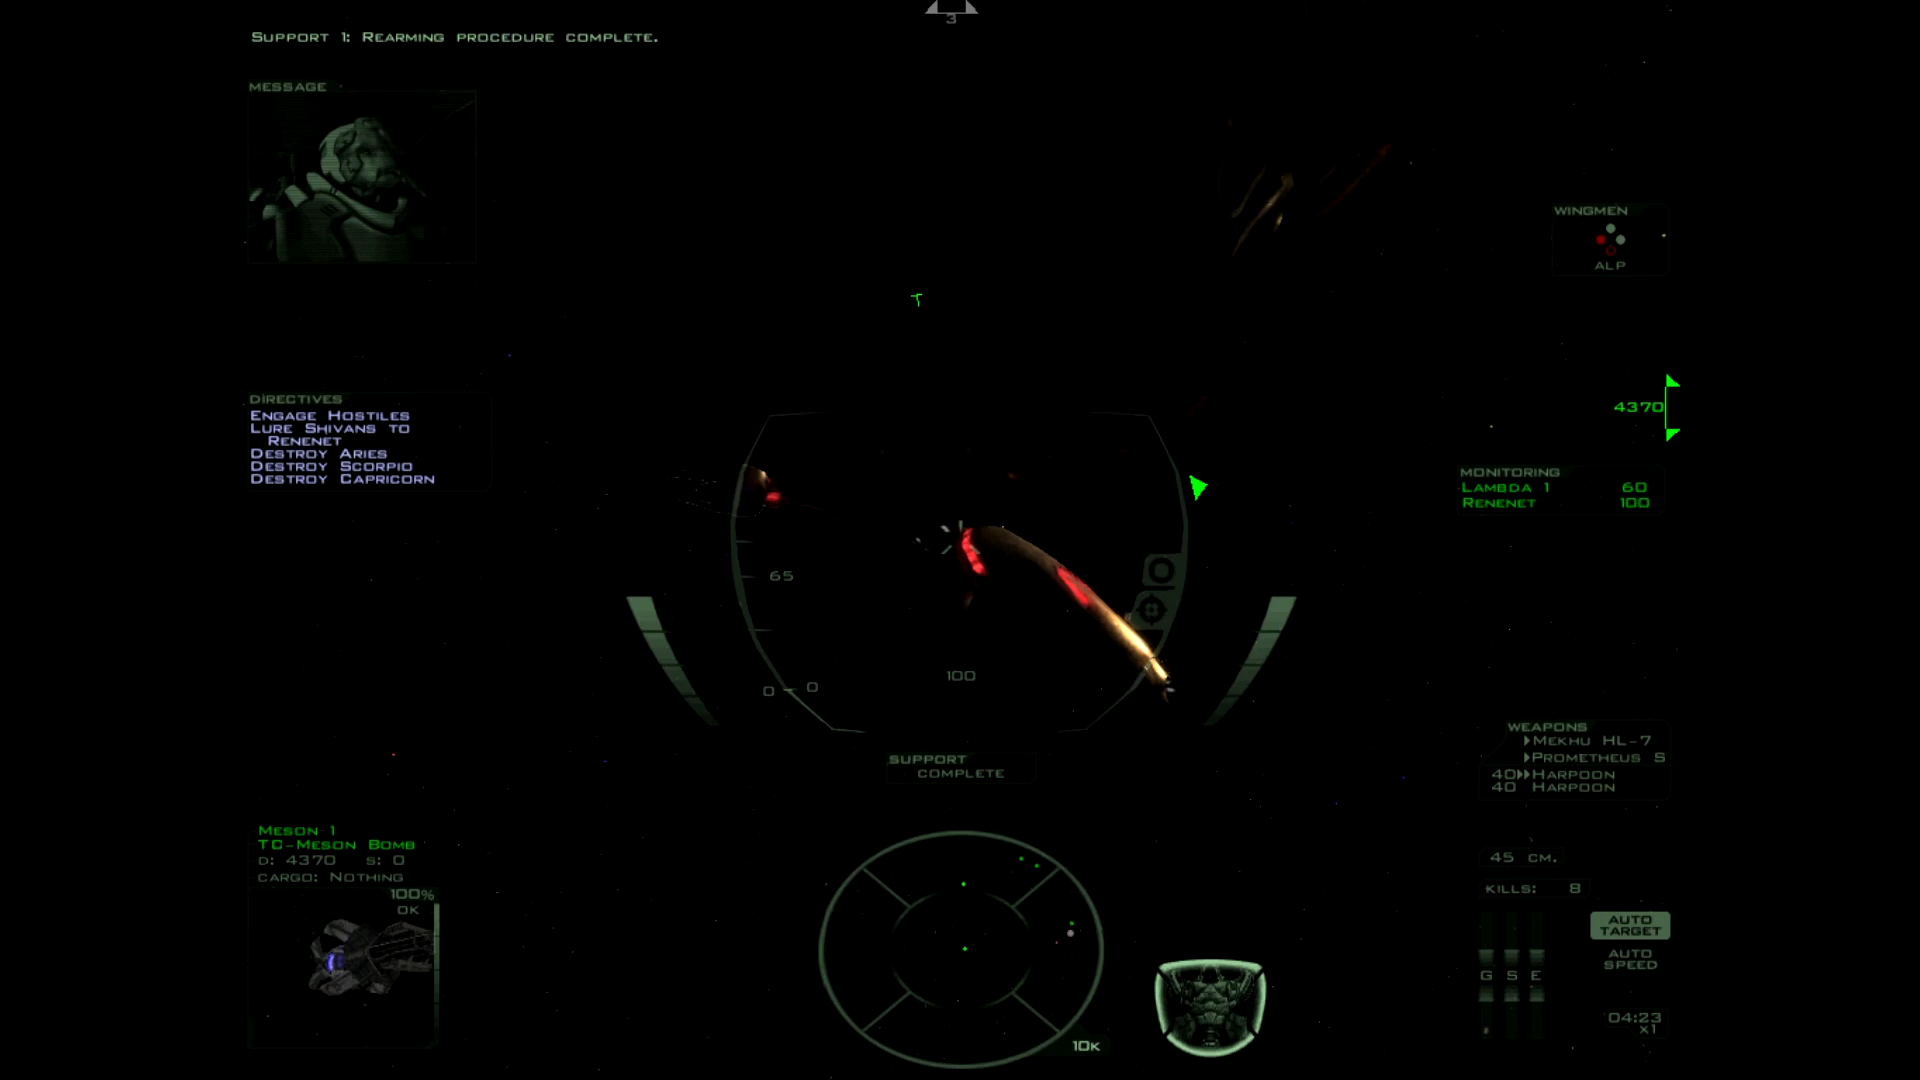 3
Support 1: Rearming procedure complete.
Message
Wingmen
Alp
Directives
Engage Hostiles
Lure Shivans to
Renenet
Destroy Aries
Destroy Scorpio
Destroy Capricorn
4370
Monitoring
Lambda 1 60
Renenet 100
65
0 0
100
Support
complete
Weapons
Mekhu HL-7
Prometheus S
40 Harpoon
40 Harpoon
Meson 1
TC-Meson Bomb
d: 4370 s: 0
cargo: Nothing
100%
OK
45 cm.
Kills: 8
Auto
Target
Auto
Speed
G S E
04:23
x1
10k